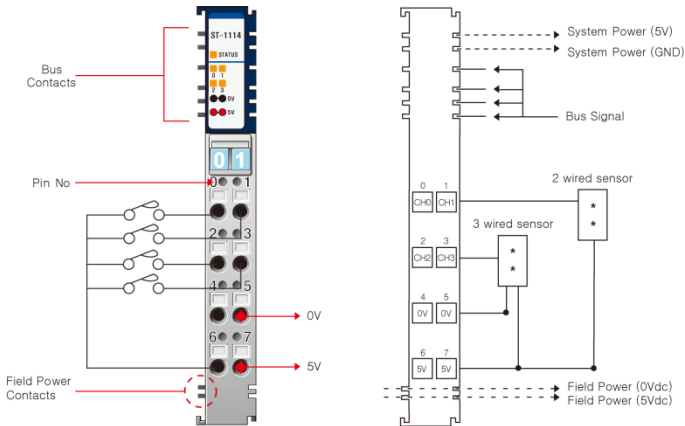 ST-1114
STATUS
0 1
2 3
0V
5V
Bus
Contacts
01
Pin No
0 1
2 3
4 5
0V
6 7
5V
Field Power
Contacts
System Power (5V)
System Power (GND)
Bus Signal
2 wired sensor
0 1
CH0 CH1
* *
3 wired sensor
2 3
CH2 CH3
* *
4 5
0V 0V
6 7
5V 5V
Field Power (0Vdc)
Field Power (5Vdc)